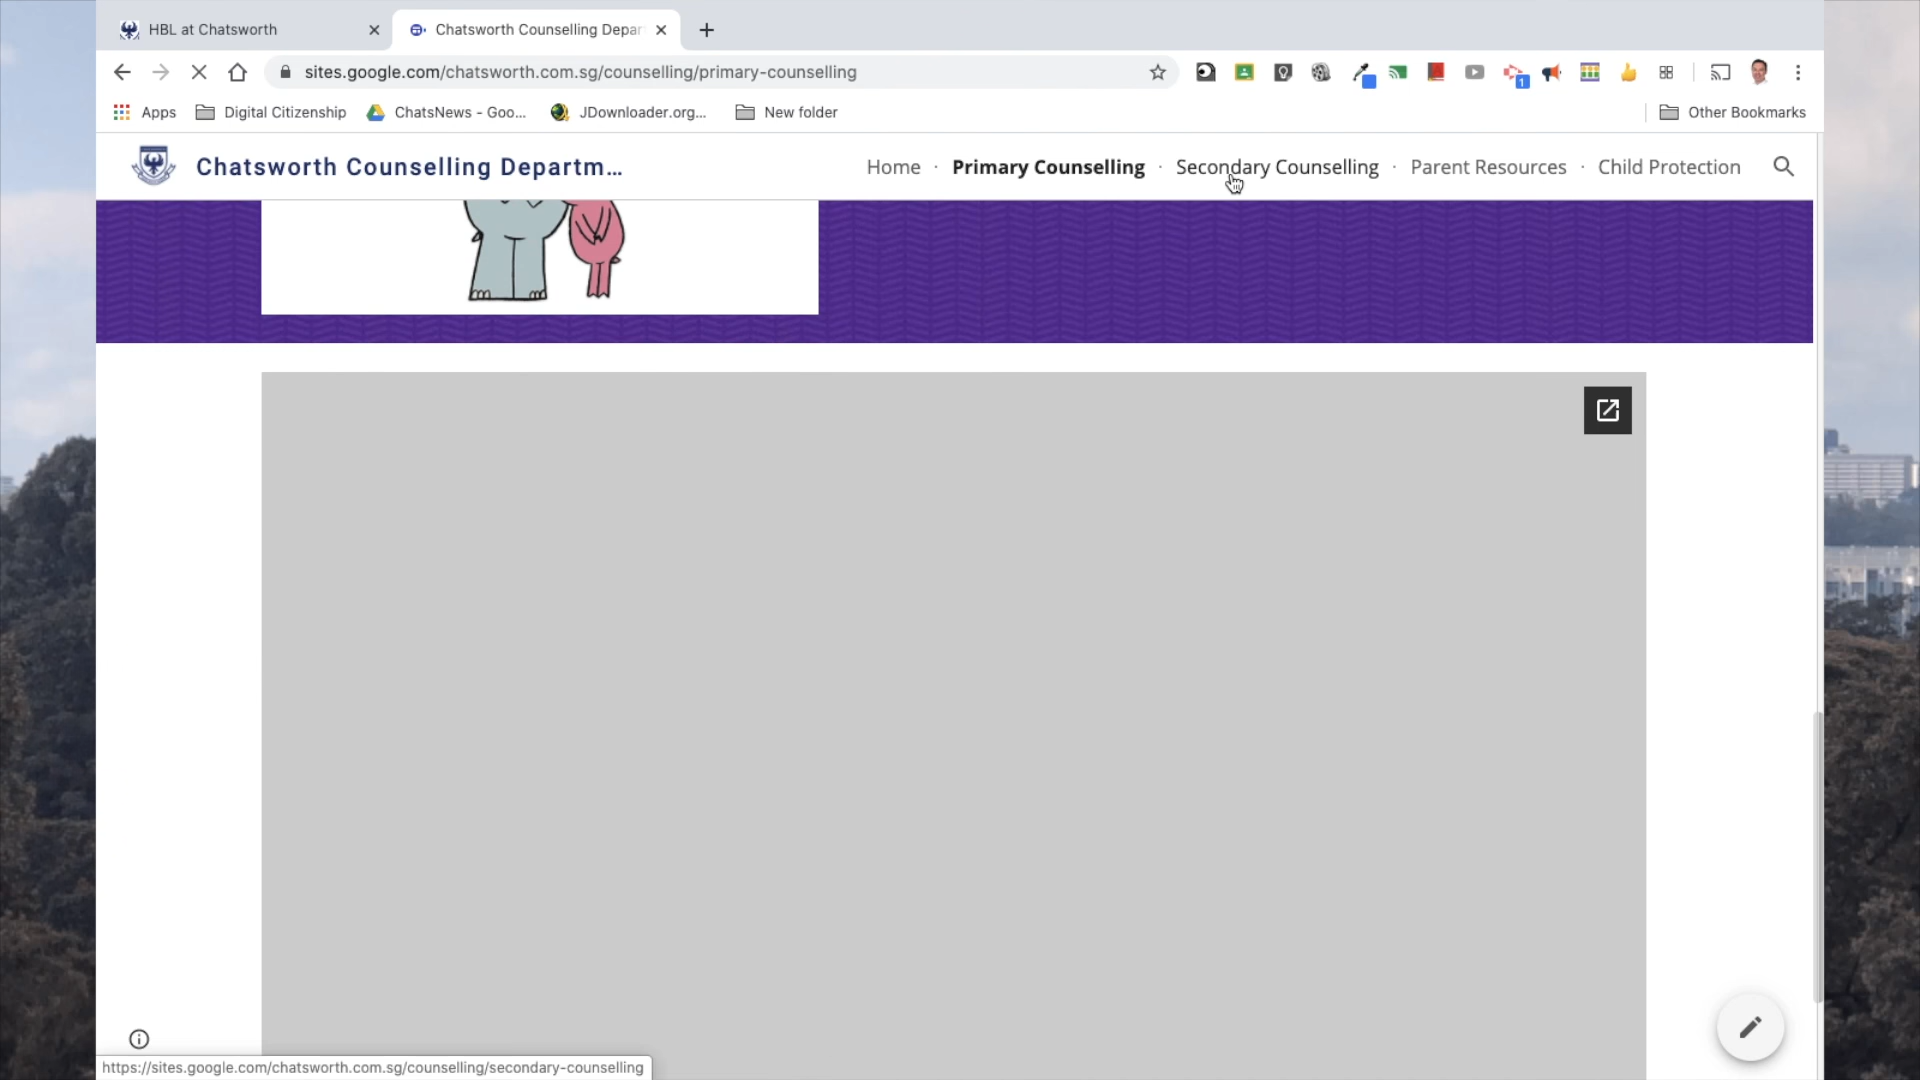 HBL at Chatsworth
Chatsworth Counselling Depar
sites.google.com/chatsworth.com.sg/counselling/primary-counselling
1
Apps
Digital Citizenship
ChatsNews - Goo...
JDownloader.org...
New folder
Other Bookmarks
Chatsworth Counselling Departm...
Home · Primary Counselling · Secondary Counselling · Parent Resources · Child Protection
https://sites.google.com/chatsworth.com.sg/counselling/secondary-counselling